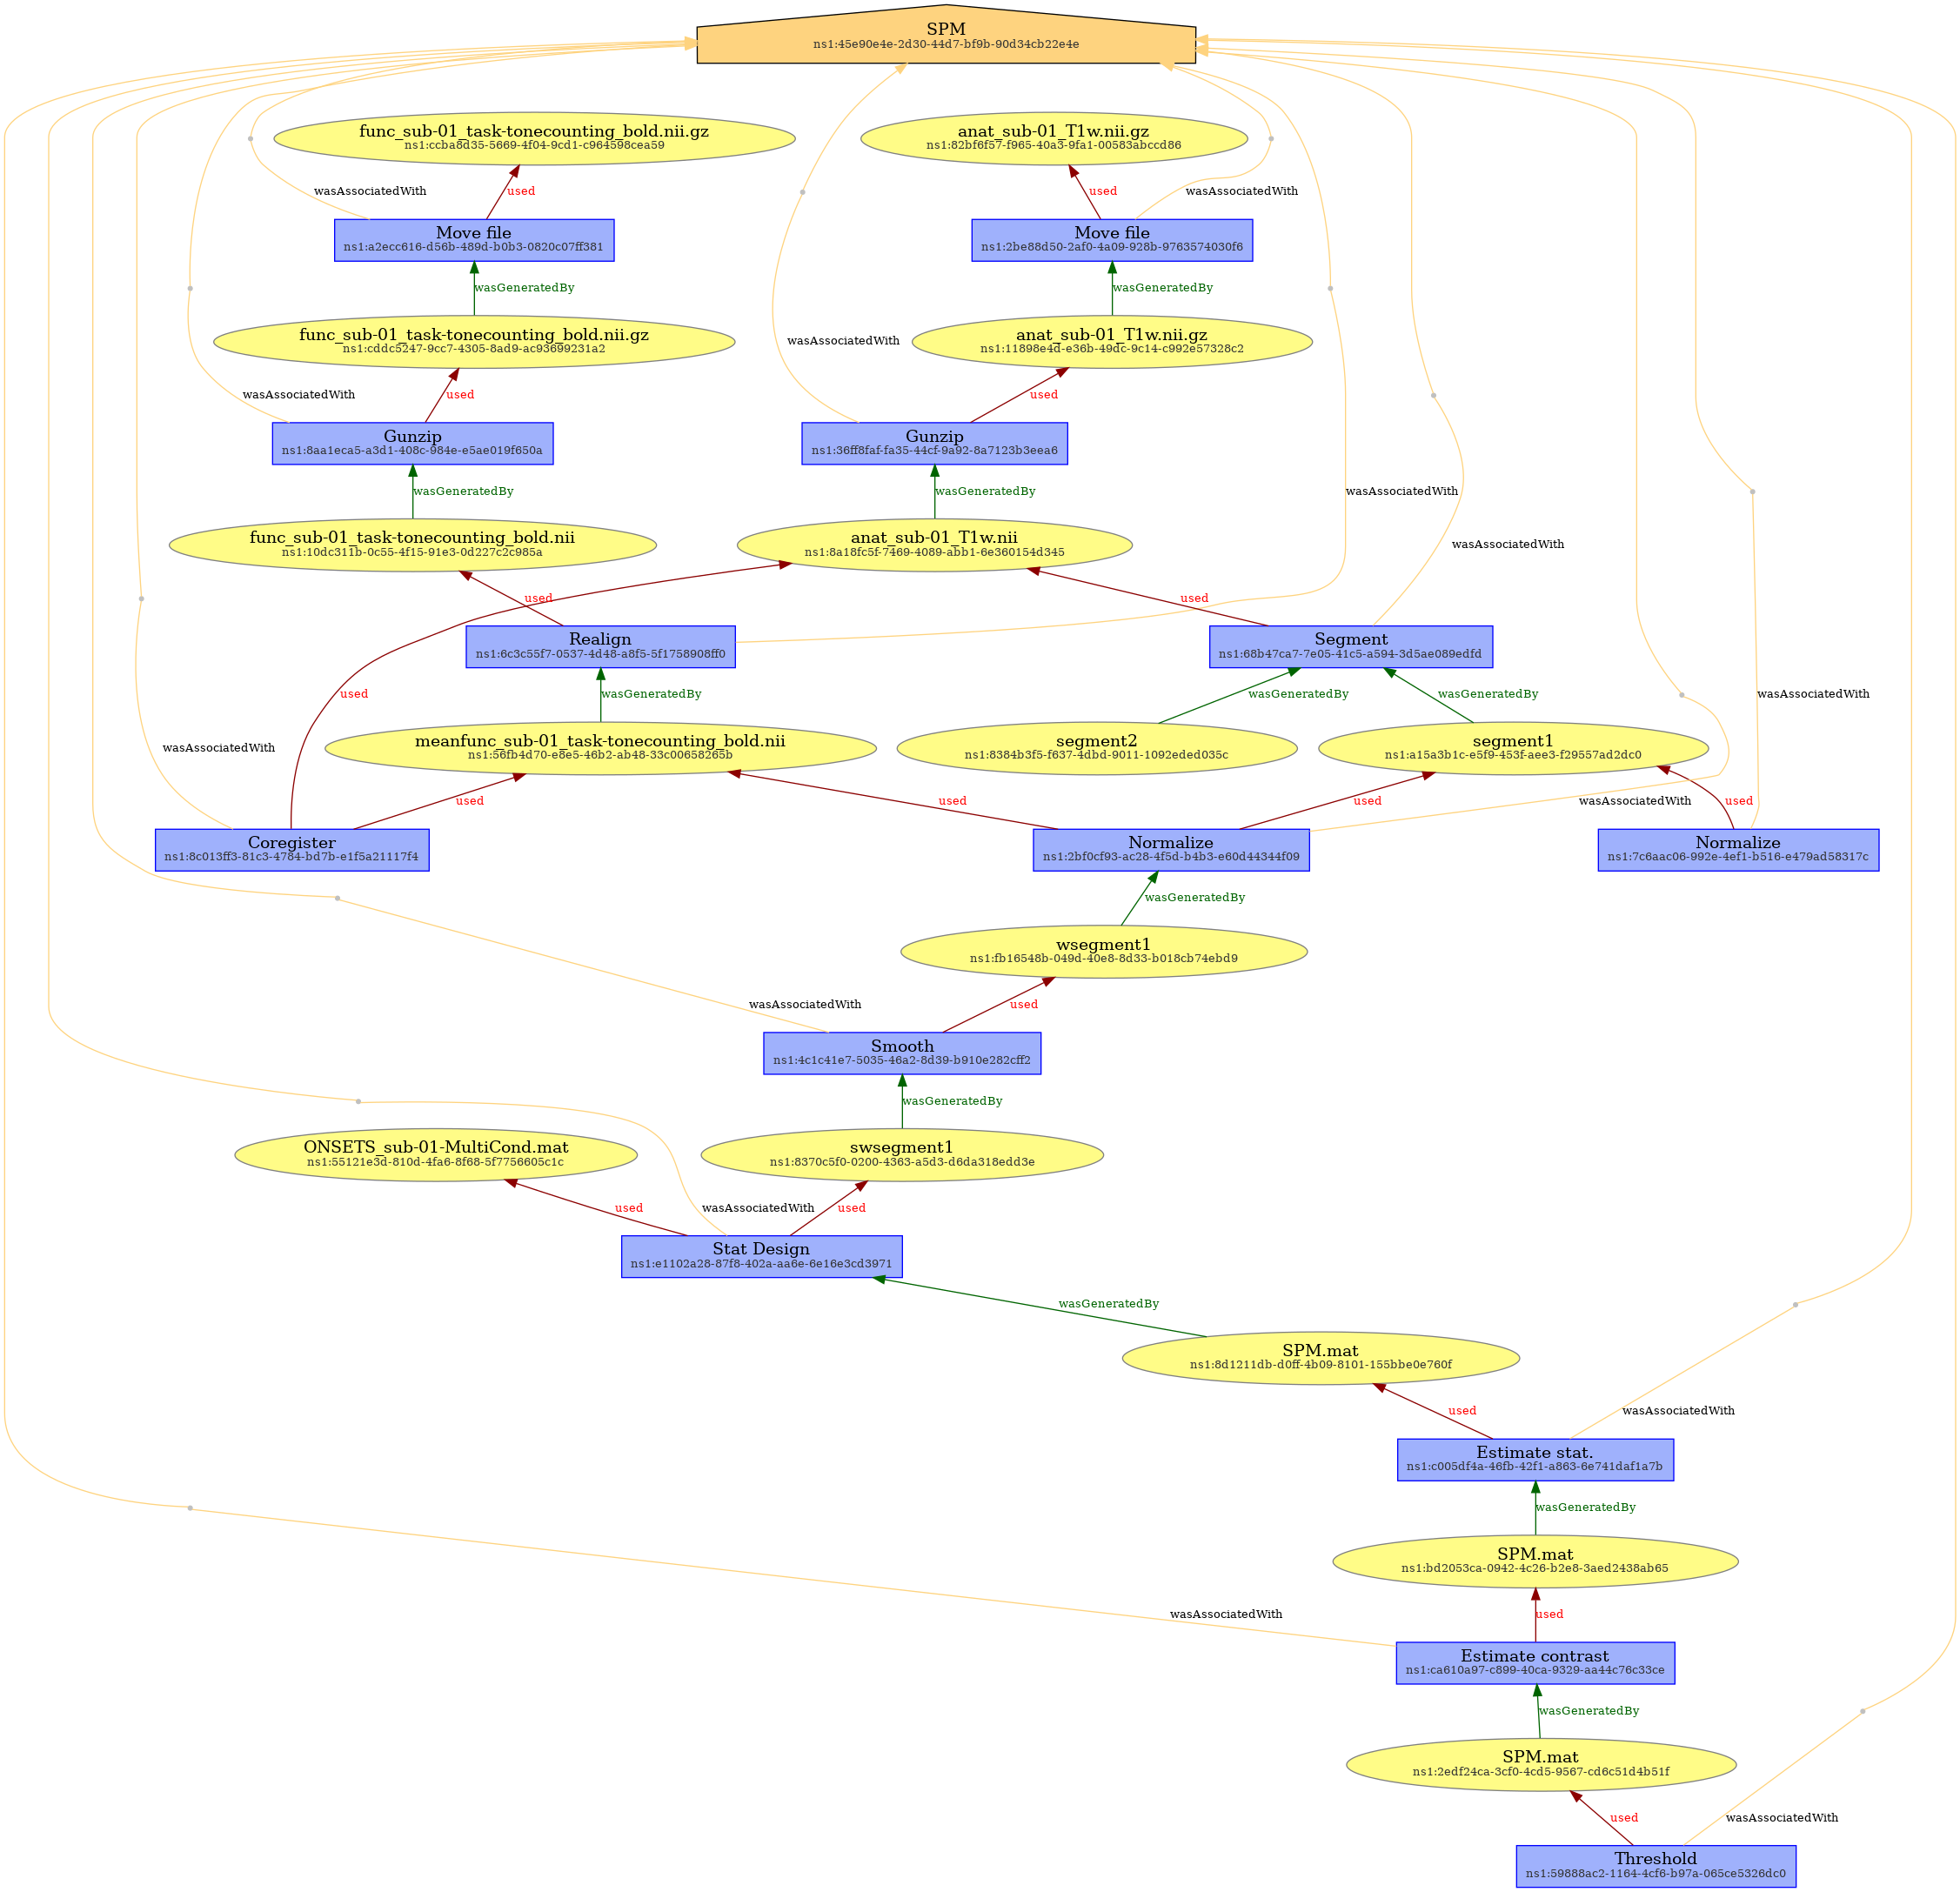 SPM
ns1:45e90e4e-2d30-44d7-bf9b-90d34cb22e4e
func_sub-01_task-tonecounting_bold.nii.gz
ns1:ccba8d35-5669-4f04-9cd1-c964598cea59
anat_sub-01_T1w.nii.gz
ns1:82bf6f57-f965-40a3-9fa1-00583abccd86
wasAssociatedWith
used
used
wasAssociatedWith
wasAssociatedWith
Move file
ns1:a2ecc616-d56b-489d-b0b3-0820c07ff381
Move file
ns1:2be88d50-2af0-4a09-928b-9763574030f6
wasGeneratedBy
wasGeneratedBy
func_sub-01_task-tonecounting_bold.nii.gz
ns1:cddc5247-9cc7-4305-8ad9-ac93699231a2
anat_sub-01_T1w.nii.gz
ns1:11898e4d-e36b-49dc-9c14-c992e57328c2
wasAssociatedWith
used
used
Gunzip
ns1:8aa1eca5-a3d1-408c-984e-e5ae019f650a
Gunzip
ns1:36ff8faf-fa35-44cf-9a92-8a7123b3eea6
wasGeneratedBy
wasGeneratedBy
wasAssociatedWith
func_sub-01_task-tonecounting_bold.nii
ns1:10dc311b-0c55-4f15-91e3-0d227c2c985a
anat_sub-01_T1w.nii
ns1:8a18fc5f-7469-4089-abb1-6e360154d345
wasAssociatedWith
used
used
Realign
ns1:6c3c55f7-0537-4d48-a8f5-5f1758908ff0
Segment
ns1:68b47ca7-7e05-41c5-a594-3d5ae089edfd
used
wasGeneratedBy
wasGeneratedBy
wasGeneratedBy
wasAssociatedWith
wasAssociatedWith
meanfunc_sub-01_task-tonecounting_bold.nii
ns1:56fb4d70-e8e5-46b2-ab48-33c00658265b
segment2
ns1:8384b3f5-f637-4dbd-9011-1092eded035c
segment1
ns1:a15a3b1c-e5f9-453f-aee3-f29557ad2dc0
used
used
used
wasAssociatedWith
used
Coregister
ns1:8c013ff3-81c3-4784-bd7b-e1f5a21117f4
Normalize
ns1:2bf0cf93-ac28-4f5d-b4b3-e60d44344f09
Normalize
ns1:7c6aac06-992e-4ef1-b516-e479ad58317c
wasGeneratedBy
wsegment1
ns1:fb16548b-049d-40e8-8d33-b018cb74ebd9
wasAssociatedWith
used
Smooth
ns1:4c1c41e7-5035-46a2-8d39-b910e282cff2
wasGeneratedBy
ONSETS_sub-01-MultiCond.mat
ns1:55121e3d-810d-4fa6-8f68-5f7756605c1c
swsegment1
ns1:8370c5f0-0200-4363-a5d3-d6da318edd3e
used
wasAssociatedWith
used
Stat Design
ns1:e1102a28-87f8-402a-aa6e-6e16e3cd3971
wasGeneratedBy
SPM.mat
ns1:8d1211db-d0ff-4b09-8101-155bbe0e760f
used
wasAssociatedWith
Estimate stat.
ns1:c005df4a-46fb-42f1-a863-6e741daf1a7b
wasGeneratedBy
SPM.mat
ns1:bd2053ca-0942-4c26-b2e8-3aed2438ab65
wasAssociatedWith
used
Estimate contrast
ns1:ca610a97-c899-40ca-9329-aa44c76c33ce
wasGeneratedBy
SPM.mat
ns1:2edf24ca-3cf0-4cd5-9567-cd6c51d4b51f
used
wasAssociatedWith
Threshold
ns1:59888ac2-1164-4cf6-b97a-065ce5326dc0